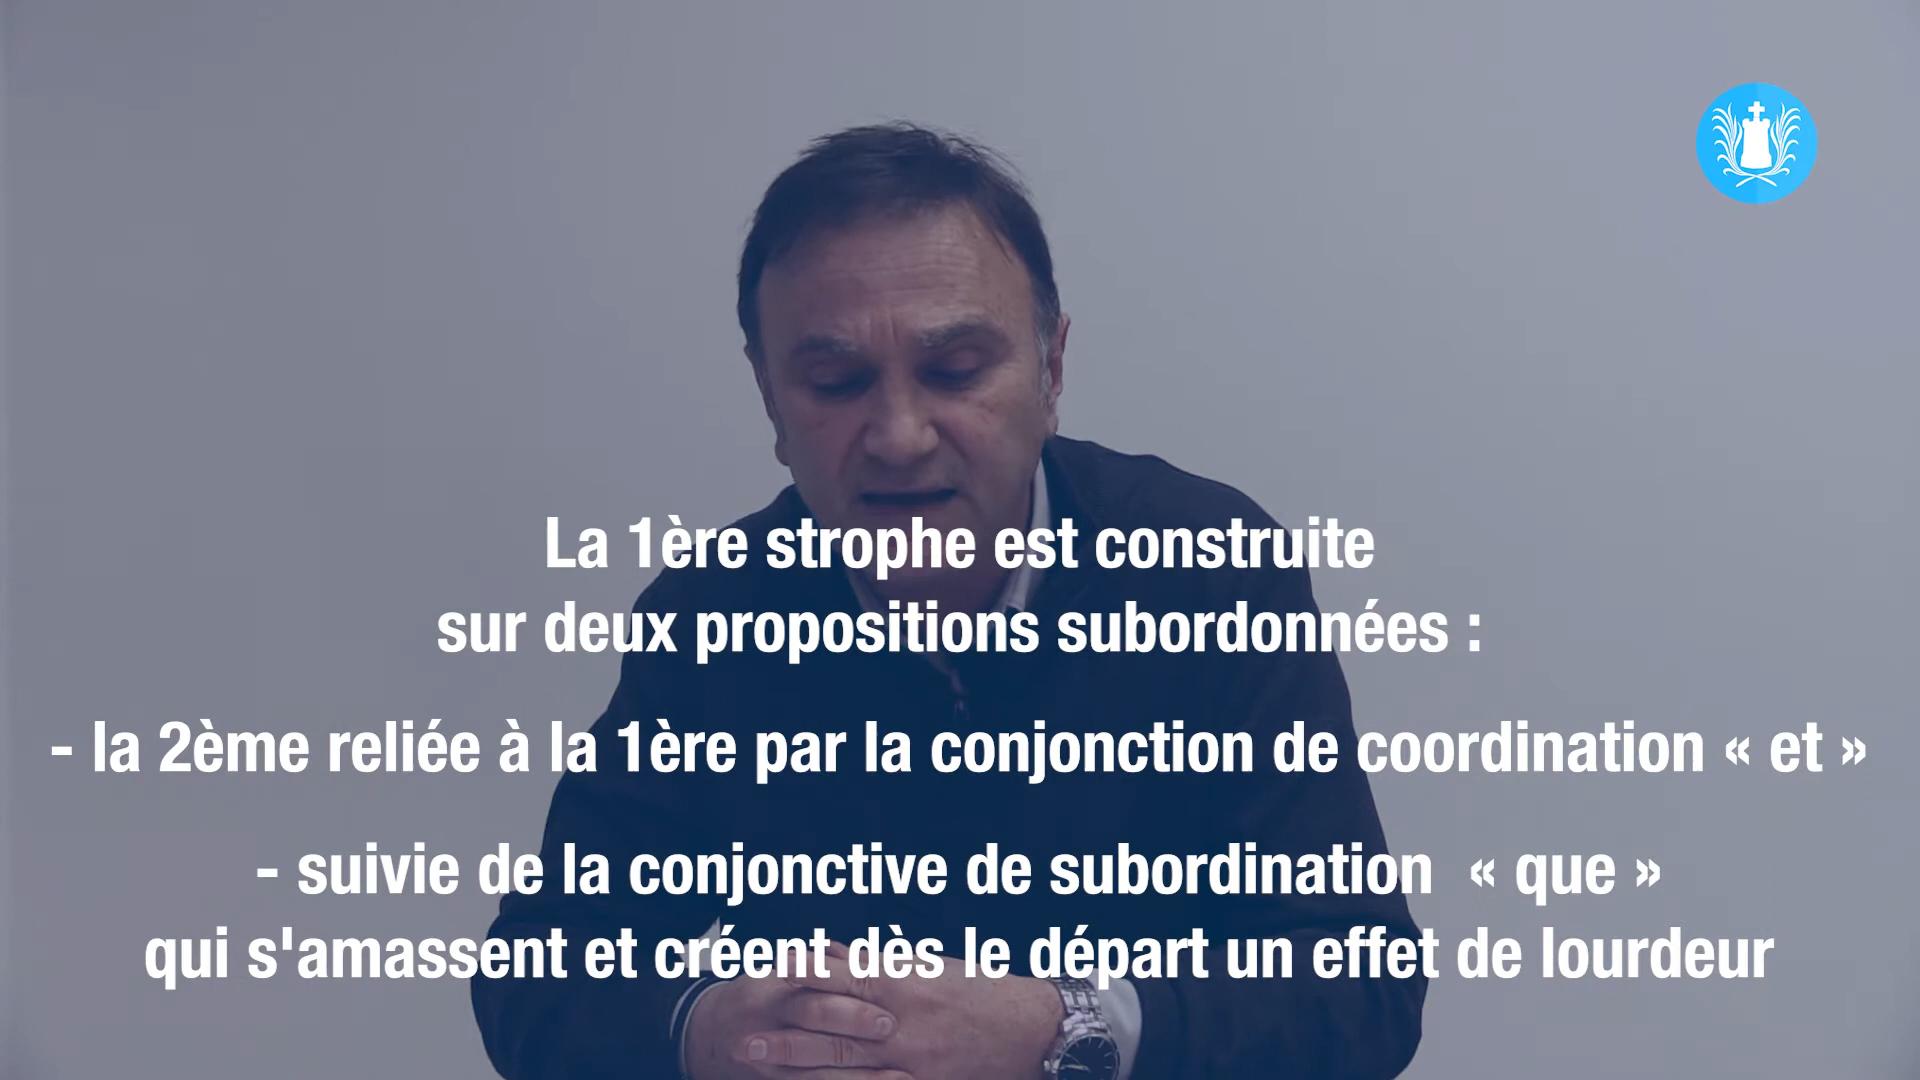 La 1ère strophe est construite
sur deux propositions subordonnées :
- la 2ème reliée à la 1ère par la conjonction de coordination « et »
- suivie de la conjonctive de subordination « que »
qui s'amassent et créent dès le départ un effet de lourdeur